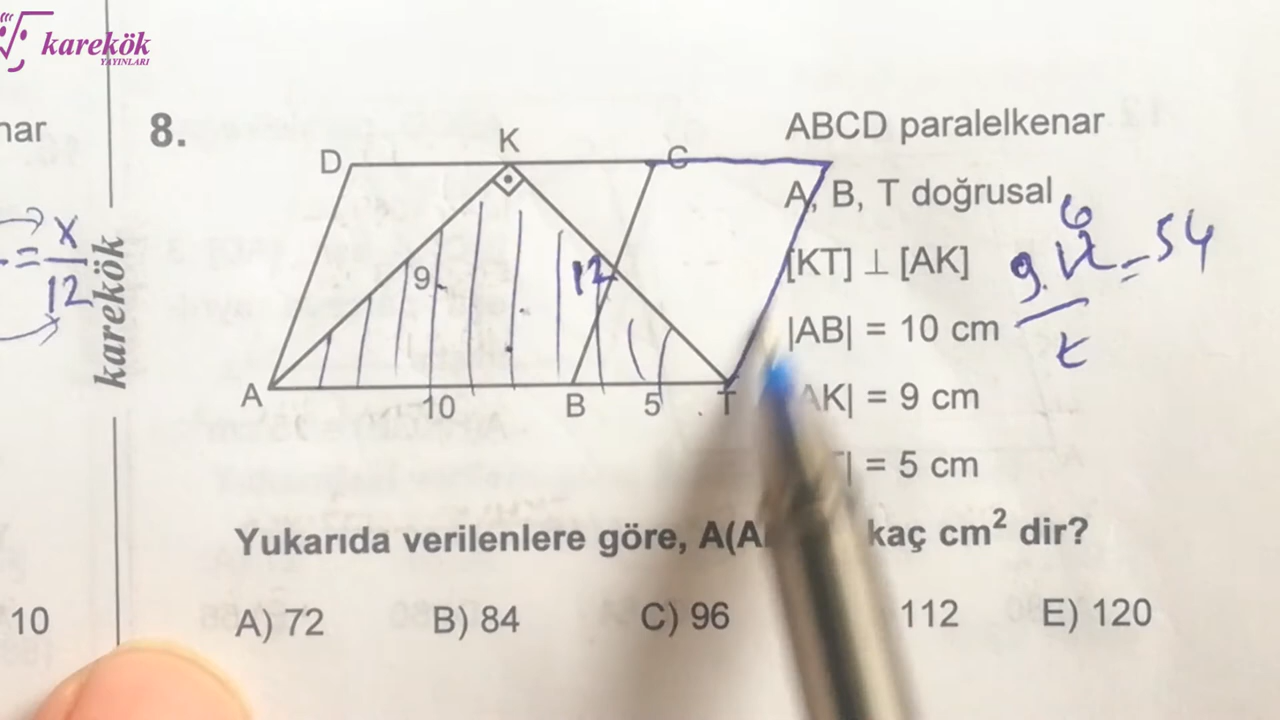 karekök
YAYINLARI
nar
= x
12
karekök
10
8.
D K C
9 12
A 10 B 5 T
ABCD paralelkenar
A, B, T doğrusal
[KT] ⊥ [AK]
|AB| = 10 cm
AK| = 9 cm
| = 5 cm
9. 12 6 = 54
2
Yukarıda verilenlere göre, A(A kaç cm² dir?
A) 72 B) 84 C) 96 112 E) 120